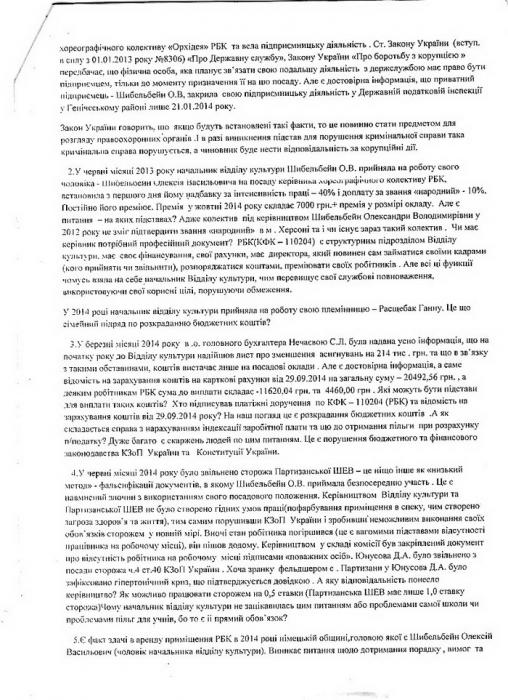 хореографічного колективу «Орхідея» РБК та вела підприємницьку діяльність . Ст. Закону України (вступ.
в силу з 01.01.2013 року №8306) «Про Державну службу», Закону України «Про боротьбу з корупцією »
передбачає, що фізична особа, яка планує зв'язати свою подальшу діяльність з держслужбою має право бути
підприємцем, тільки до моменту призначення її на цю посаду. Але є достовірна інформація, що приватний
підприємець - Шибельбейн О.В, закрила свою підприємницьку діяльність у Державній податковій інспекції
у Генічеському районі лише 21.01.2014 року.
Закон України говорить, що якщо будуть встановлені такі факти, то це повинно стати предметом для
розгляду правоохоронних органів .І в разі виникнення підстав для порушення кримінальної справи така
кримінальна справа порушується, а чиновник буде нести відповідальність за корупційні дії.
2.У червні місяці 2013 року начальник відділу культури Шибельбейн О.В. прийняла на роботу свого
чоловіка - Шибельбейн Олексія Васильовича на посаду керівника хореографічного колективу РБК,
встановила з першого дня йому надбавку за інтенсивність праці – 40% і доплату за звання «народний» - 10%.
Постійно його преміює. Премія у жовтні 2014 року складає 7000 грн.+ премія у розмірі окладу. Але є
питання – на яких підставах? Адже колектив під керівництвом Шибельбейн Олександри Володимирівни у
2012 року не зміг підтвердити звання «народний» в м . Херсоні та і чи існує зараз такий колектив . Чи має
керівник потрібний професійний документ? РБК(КФК – 110204) є структурним підрозділом Відділу
культури, має своє фінансування, свої рахунки, має директора, який повинен сам займатися своїми кадрами
(кого прийняти чи звільнити), розпоряджатися коштами, преміювати своїх робітників . Але всі ці функції
чомусь взяла на себе начальник Відділу культури, чим перевищує свої службові повноваження,
використовуючи свої корисні цілі, порушуючи обмеження.
У 2014 році начальник відділу культури прийняла на роботу свою племінницю – Расщебак Ганну. Це що
сімейний підряд по розкраданню бюджетних коштів?
3.У березні місяці 2014 року в .о. головного бухгалтера Нечаєвою С.Л. була надана усно інформація, що на
початку року до Відділу культури надійшов лист про зменшення асигнувань на 214 тис . грн. та що в зв'язку
з такими обставинами, коштів вистачає лише на посадові оклади . Але є достовірна інформація, а саме
відомість на зарахування коштів на карткові рахунки від 29.09.2014 на загальну суму – 20492,56 грн. , а
деяким робітникам РБК сума до виплати складає -11620,04 грн. та 4460,00 грн . Які можуть бути підстави
для виплати таких коштів? Хто підписував платіжні доручення по КФК – 110204 (РБК) та відомість на
зарахування коштів від 29.09.2014 року? На наш погляд це є розкрадання бюджетних коштів .А як
складається справа з нарахуванням індексації заробітної плати та що до отримання пільги при розрахунку
п/податку? Дуже багато є скаржень людей по цим питанням. Це є порушення бюджетного та фінансового
законодавства КЗоП України та Конституції України.
4.У червні місяці 2014 року було звільнено сторожа Партизанської ШЕВ – це ніщо інше як «низький
метод» - фальсифікації документів, в якому Шибельбейн О.В. приймала безпосередню участь . Це є
навмисний злочин з використанням свого посадового положення. Керівництвом Відділу культури та
Партизанської ШЕВ не було створено гідних умов праці(пофарбування приміщення в спеку, чим створено
загроза здоров'я та життя), тим самим порушивши КЗоП України і зробивши неможливим виконання своїх
обов'язків сторожем у повній мірі. Вночі стан робітника погіршився (це є вагомими підставами відсутності
працівника на робочому місці), він пішов додому. Керівництвом у складі комісії був закріплений документ
про відсутність робітника на робочому місці підписами «поважних осіб». Юнусова Д.А. було звільнено з
посади сторожа ч.4 ст.40 КЗоП України . Хоча зранку фельдшером с . Партизани у Юнусова Д.А. було
зафіксовано гіпертонічний криз, що підтверджується довідкою . А яку відповідальність понесло
керівництво? Як можливо працювати сторожем на 0,5 ставки (Партизанська ШЕВ має лише 1,0 ставку
сторожа)Чому начальник відділу культури не зацікавилась цим питанням або проблемами самої школи чи
проблемами пільг для учнів, бо то є її прямий обов'язок?
5.Є факт здачі в аренду приміщення РБК в 2014 році німецькій общині,головою якої є Шибельбейн Олексій
Васильович (чоловік начальника відділу культури). Виникає питання щодо дотримання порядку , вимог та